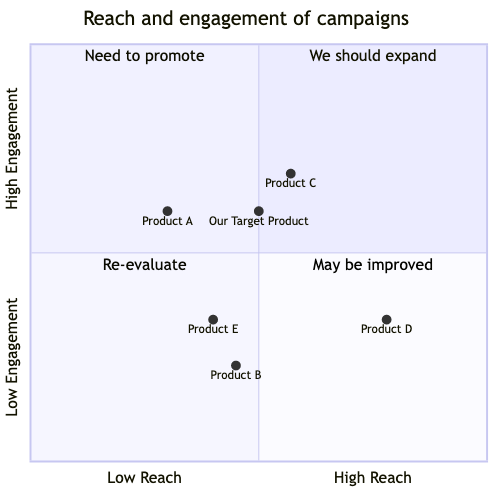 Reach and engagement of campaigns
Need to promote
We should expand
High Engagement
Product C
Product A
Our Target Product
Re-evaluate
May be improved
Low Engagement
Product E
Product D
Product B
Low Reach
High Reach